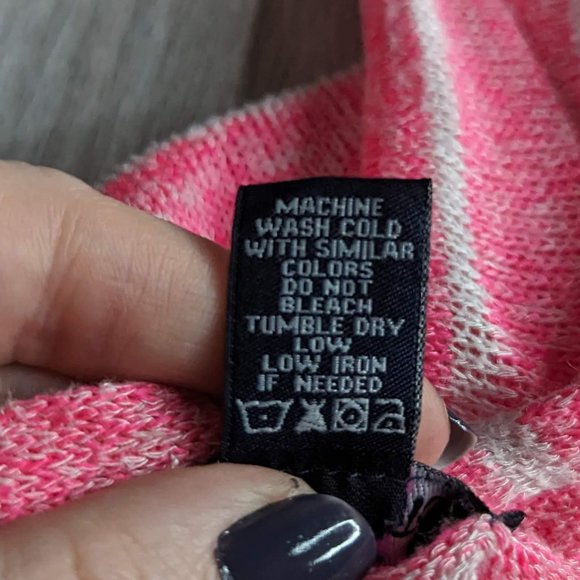 MACHINE
WASH COLD
WITH SIMILAR
COLORS
DO NOT
BLEACH
TUMBLE DRY
LOW
LOW IRON
IF NEEDED